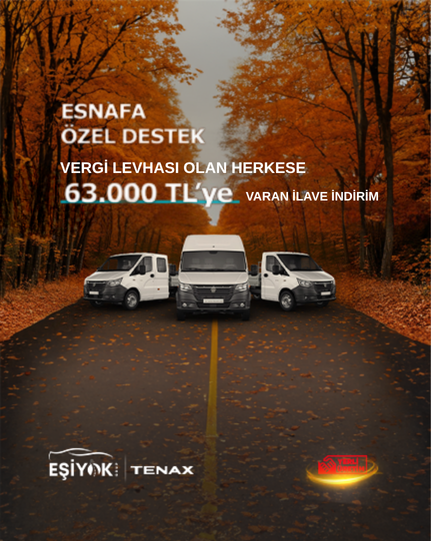 ESNAFA
ÖZEL DESTEK
VERGİ LEVHASI OLAN HERKESE
63.000 TL’ye VARAN İLAVE İNDİRİM
EŞİYOK TENAX